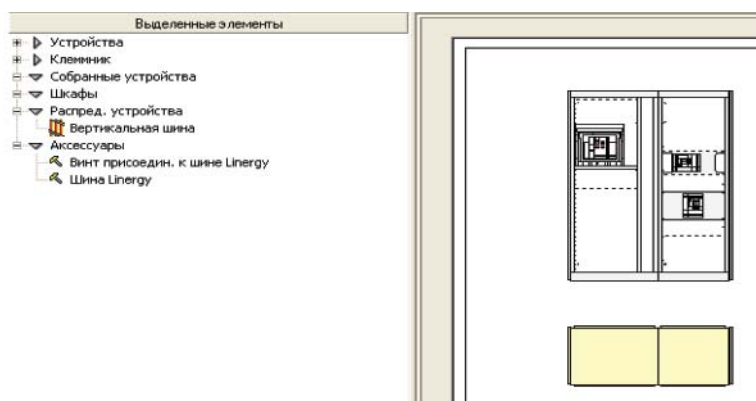 Выделенные элементы
Устройства
Клеммник
Собранные устройства
Шкафы
Распред. устройства
Вертикальная шина
Аксессуары
Винт присоедин. к шине Linergy
Шина Linergy